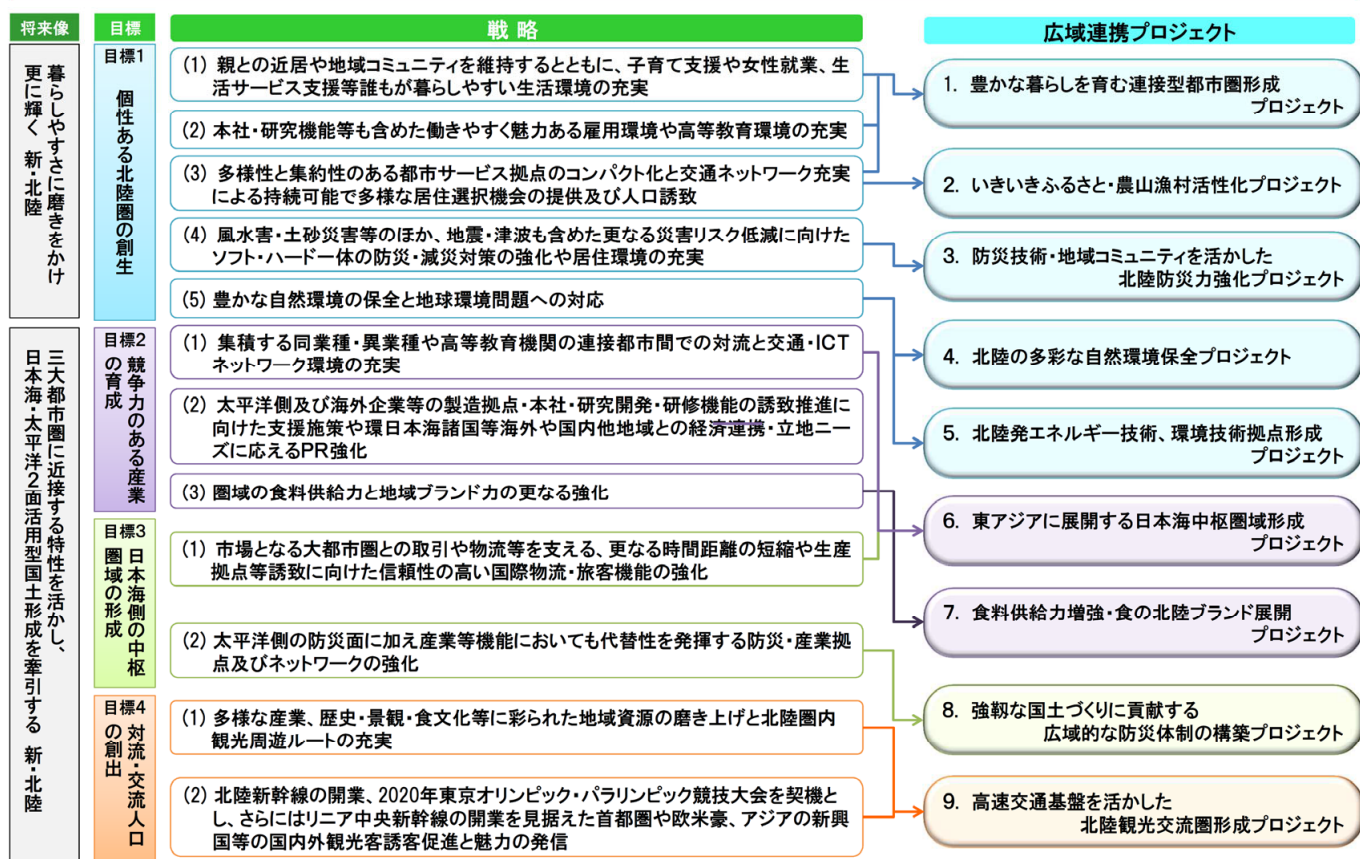 将来像
目標
戦略
広域連携プロジェクト
暮らしやすさに磨きをかけ
更に輝く 新・北陸
目標1
個性ある北陸圏の創生
(1) 親との近居や地域コミュニティを維持するとともに、子育て支援や女性就業、生
活サービス支援等誰もが暮らしやすい生活環境の充実
(2) 本社・研究機能等も含めた働きやすく魅力ある雇用環境や高等教育環境の充実
(3) 多様性と集約性のある都市サービス拠点のコンパクト化と交通ネットワーク充実
による持続可能で多様な居住選択機会の提供及び人口誘致
(4) 風水害・土砂災害等のほか、地震・津波も含めた更なる災害リスク低減に向けた
ソフト・ハード一体の防災・減災対策の強化や居住環境の充実
(5) 豊かな自然環境の保全と地球環境問題への対応
三大都市圏に近接する特性を活かし、
日本海・太平洋2面活用型国土形成を牽引する 新・北陸
目標2
競争力のある産業
の育成
(1) 集積する同業種・異業種や高等教育機関の連接都市間での対流と交通・ICT
ネットワーク環境の充実
(2) 太平洋側及び海外企業等の製造拠点・本社・研究開発・研修機能の誘致推進に
向けた支援施策や環日本海諸国等海外や国内他地域との経済連携・立地ニー
ズに応えるPR強化
(3) 圏域の食料供給力と地域ブランド力の更なる強化
目標3
日本海側の中枢
圏域の形成
(1) 市場となる大都市圏との取引や物流等を支える、更なる時間距離の短縮や生産
拠点等誘致に向けた信頼性の高い国際物流・旅客機能の強化
(2) 太平洋側の防災面に加え産業等機能においても代替性を発揮する防災・産業拠
点及びネットワークの強化
目標4
対流・交流人口
の創出
(1) 多様な産業、歴史・景観・食文化等に彩られた地域資源の磨き上げと北陸圏内
観光周遊ルートの充実
(2) 北陸新幹線の開業、2020年東京オリンピック・パラリンピック競技大会を契機と
し、さらにはリニア中央新幹線の開業を見据えた首都圏や欧米豪、アジアの新興
国等の国内外観光客誘客促進と魅力の発信
1. 豊かな暮らしを育む連接型都市圏形成
プロジェクト
2. いきいきふるさと・農山漁村活性化プロジェクト
3. 防災技術・地域コミュニティを活かした
北陸防災力強化プロジェクト
4. 北陸の多彩な自然環境保全プロジェクト
5. 北陸発エネルギー技術、環境技術拠点形成
プロジェクト
6. 東アジアに展開する日本海中枢圏域形成
プロジェクト
7. 食料供給力増強・食の北陸ブランド展開
プロジェクト
8. 強靱な国土づくりに貢献する
広域的な防災体制の構築プロジェクト
9. 高速交通基盤を活かした
北陸観光交流圏形成プロジェクト